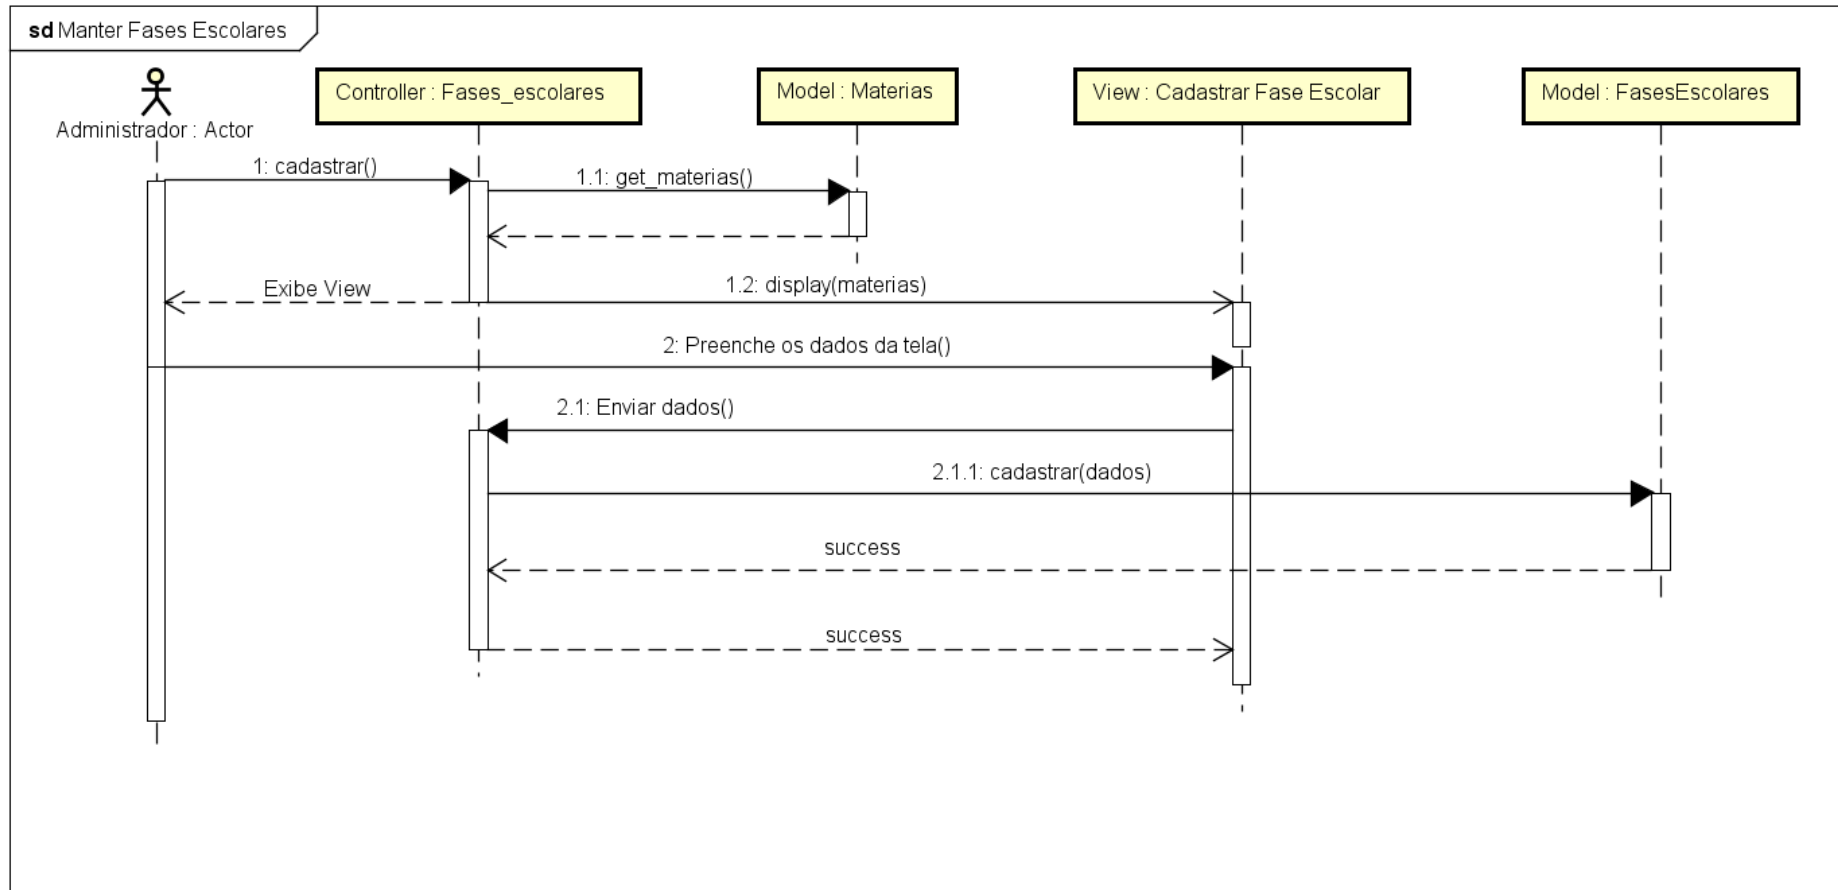 sd Manter Fases Escolares
Administrador : Actor
Controller : Fases_escolares
Model : Materias
View : Cadastrar Fase Escolar
Model : FasesEscolares
1: cadastrar()
1.1: get_materias()
Exibe View
1.2: display(materias)
2: Preenche os dados da tela()
2.1: Enviar dados()
2.1.1: cadastrar(dados)
success
success